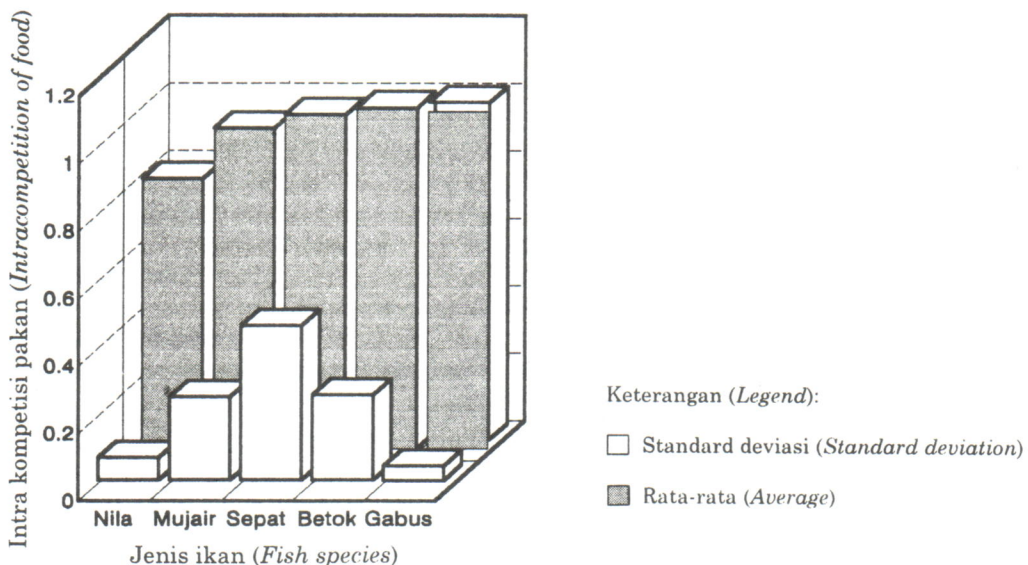 Intra kompetisi pakan (Intracompetition of food)
1.2
1
0.8
0.6
0.4
0.2
0
Nila Mujair Sepat Betok Gabus
Jenis ikan (Fish species)
Keterangan (Legend):
Standard deviasi (Standard deviation)
Rata-rata (Average)